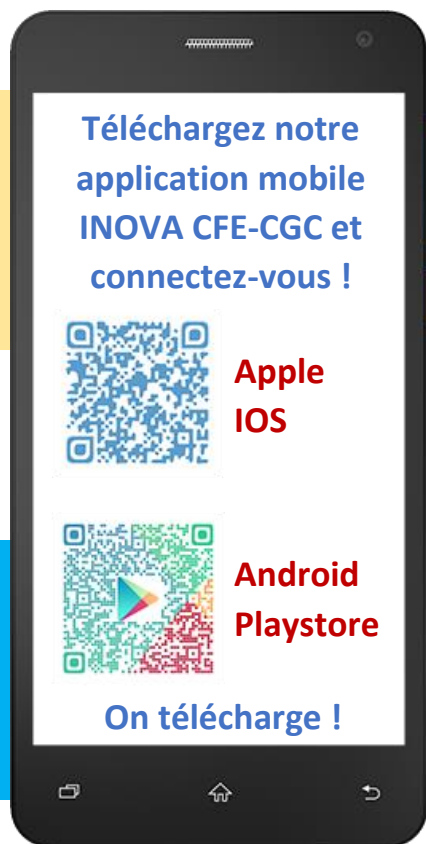 Téléchargez notre
application mobile
INOVA CFE-CGC et
connectez-vous !
Apple
IOS
Android
Playstore
On télécharge !